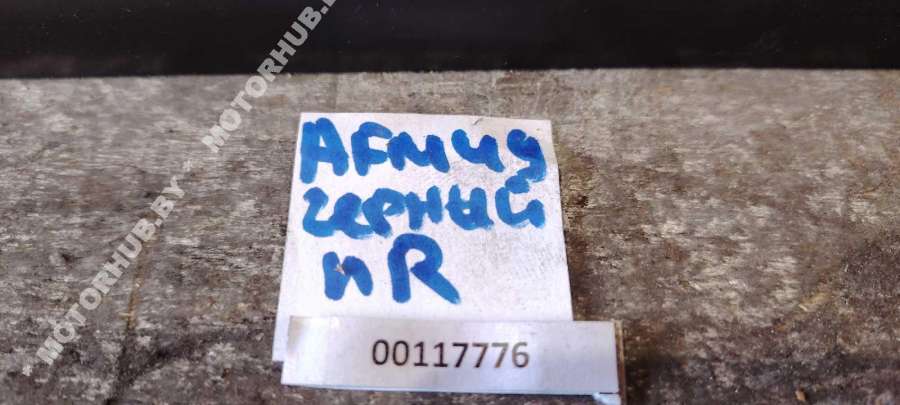 * MOTORHUB.BY * MOTORHUB.BY
AFM49
черный
пR
00117776